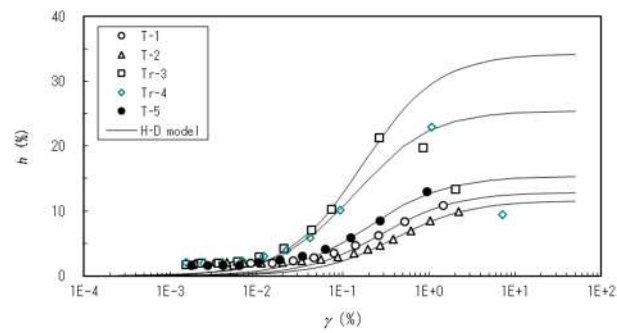 40
30
20
10
0
h (%)
T-1
T-2
Tr-3
Tr-4
T-5
H-D model
1E-4 1E-3 1E-2 1E-1 1E+0 1E+1 1E+2
γ (%)